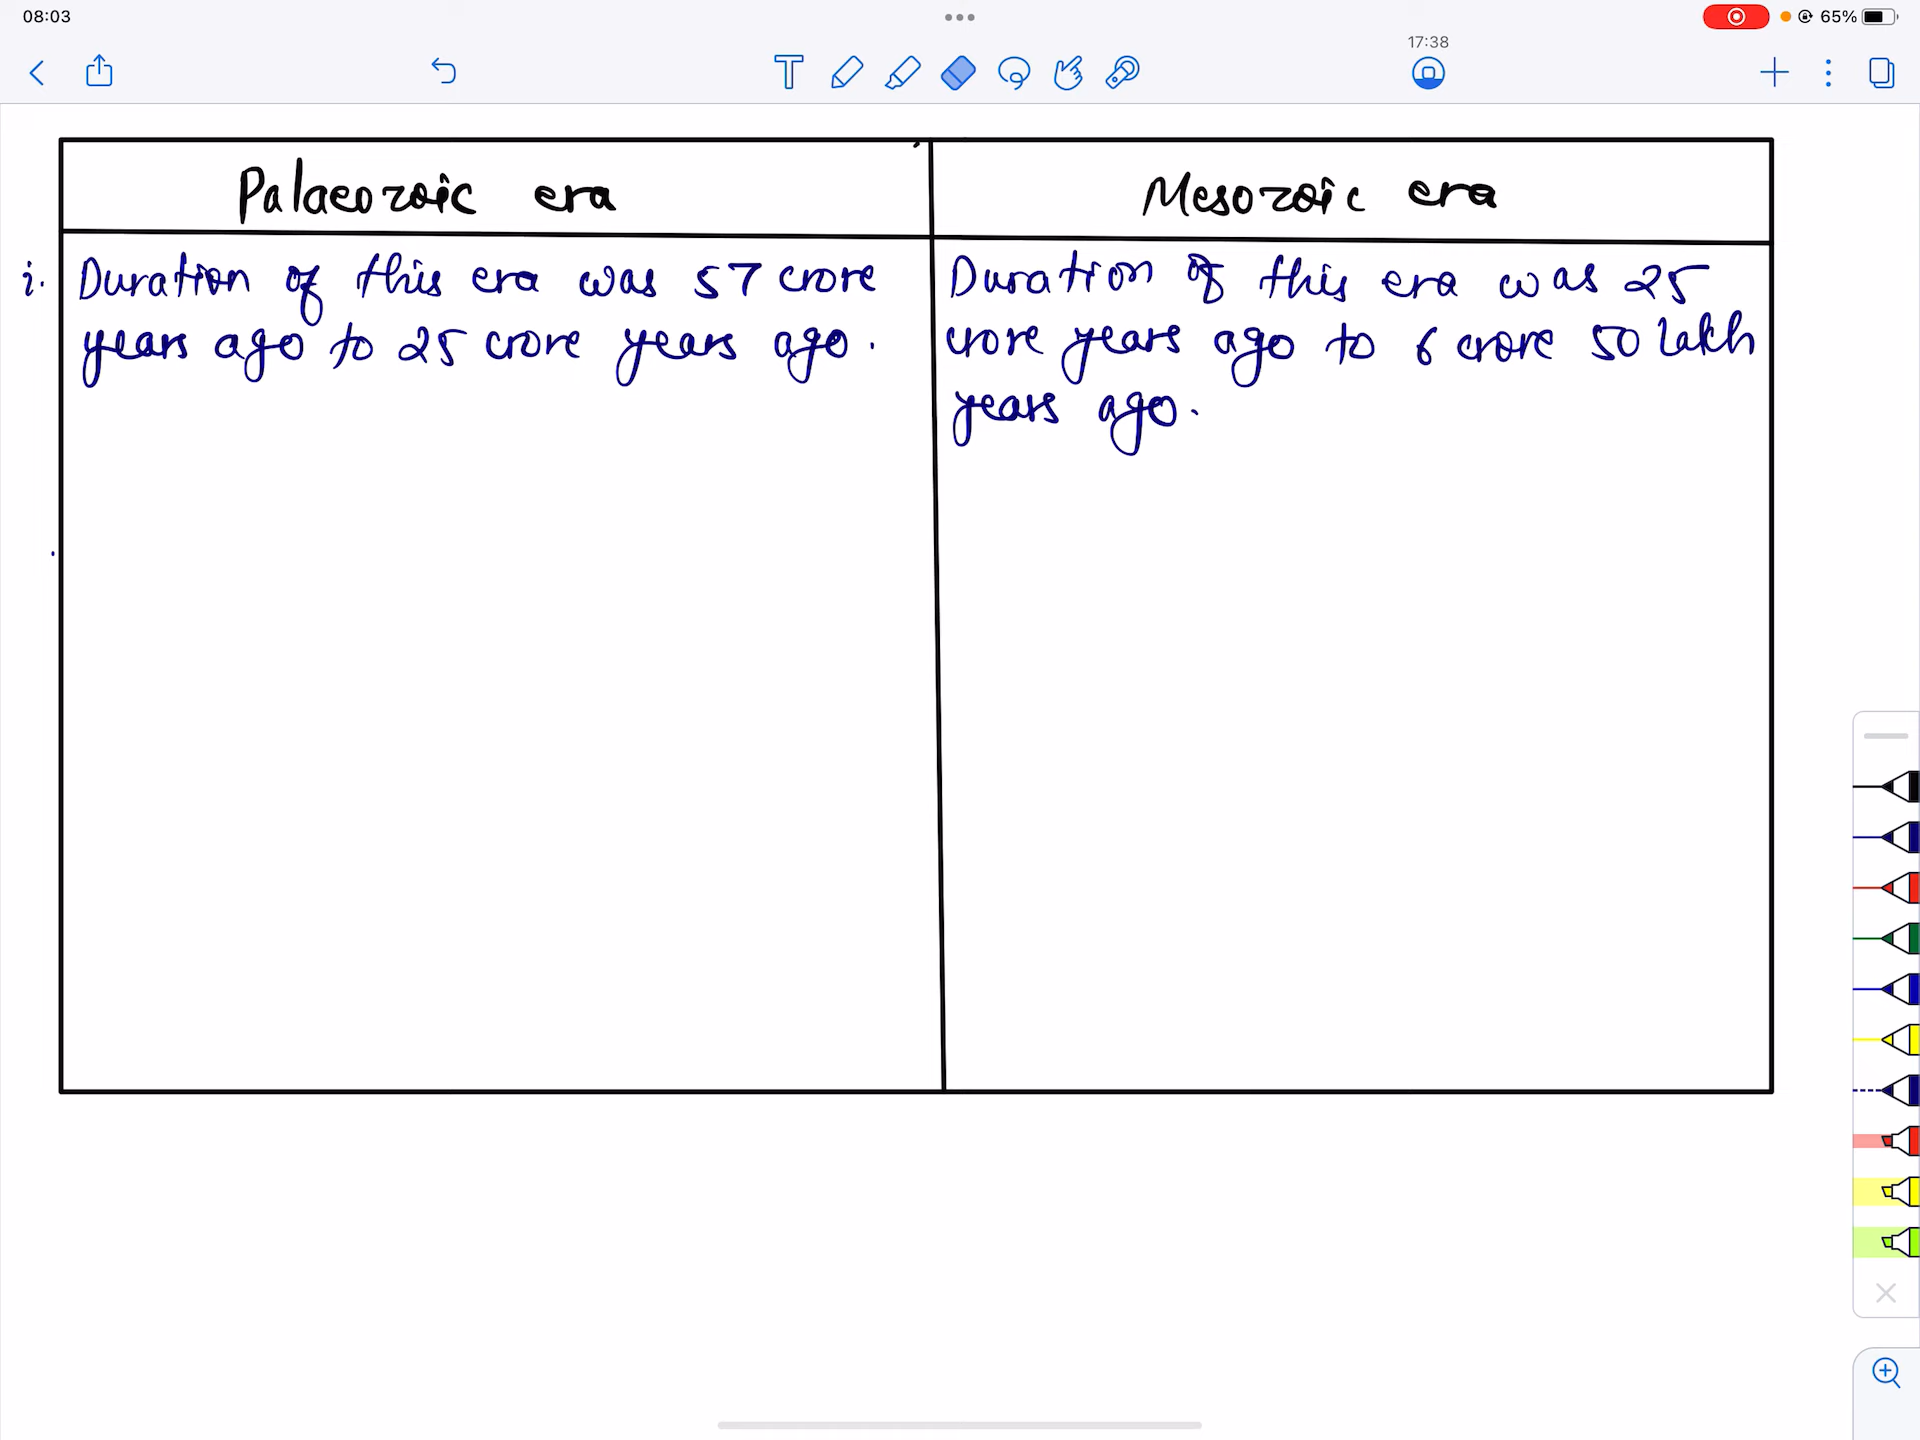 08:03
65%
17:38
Palaeozoic era
Mesozoic era
i. Duration of this era was 57 crore
years ago to 25 crore years ago.
Duration of this era was 25
crore years ago to 6 crore 50 lakh
years ago.